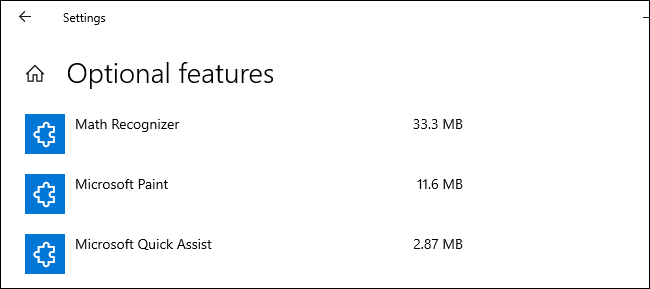 Settings
Optional features
Math Recognizer 33.3 MB
Microsoft Paint 11.6 MB
Microsoft Quick Assist 2.87 MB